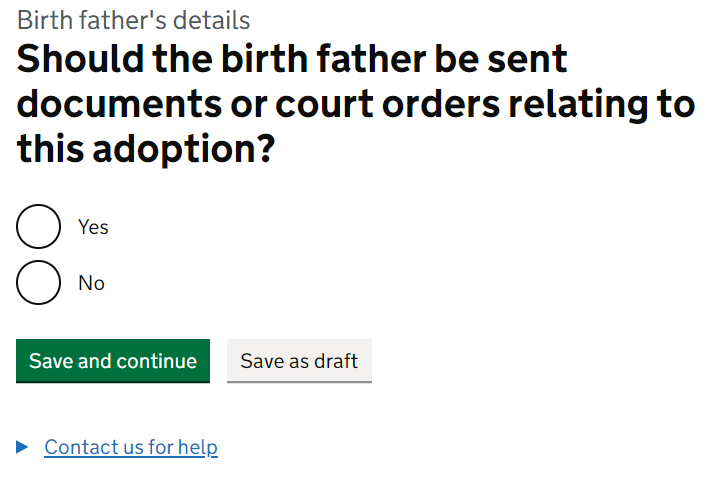 Birth father's details
Should the birth father be sent
documents or court orders relating to
this adoption?
Yes
No
Save and continue
Save as draft
Contact us for help